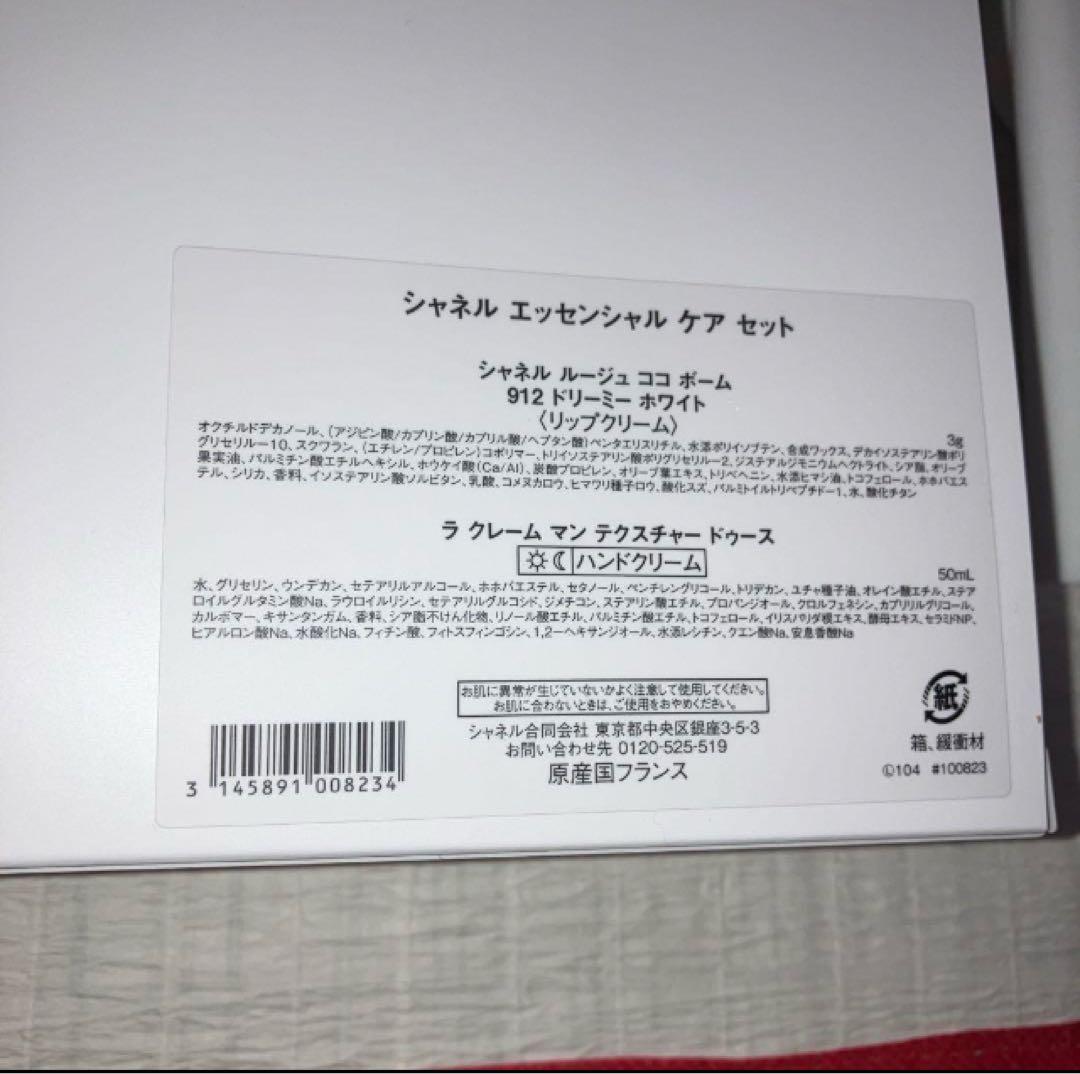 シャネル エッセンシャル ケア セット
シャネル ルージュ ココ ボーム
912 ドリーミー ホワイト
〈リップクリーム〉
3g
オクチルドデカノール、(アジピン酸/カプリン酸/カプリル酸/ヘプタン酸)ペンタエリスリチル、水添ポリイソブテン、合成ワックス、デカイソステアリン酸ポリ
グリセリル-10、スクワラン、(エチレン/プロピレン)コポリマー、トリイソステアリン酸ポリグリセリル-2、ジステアルジモニウムヘクトライト、シア脂、オリーブ
果実油、パルミチン酸エチルヘキシル、ホウケイ酸(Ca/Al)、炭酸プロピレン、オリーブ葉エキス、トリベヘニン、水添ヒマシ油、トコフェロール、ホホバエス
テル、シリカ、香料、イソステアリン酸ソルビタン、乳酸、コメヌカロウ、ヒマワリ種子ロウ、酸化スズ、パルミトイルトリペプチド-1、水、酸化チタン
ラ クレーム マン テクスチャー ドゥース
ハンドクリーム
50mL
水、グリセリン、ウンデカン、セテアリルアルコール、ホホバエステル、セタノール、ペンチレングリコール、トリデカン、ユチャ種子油、オレイン酸エチル、ステア
ロイルグルタミン酸Na、ラウロイルリシン、セテアリルグルコシド、ジメチコン、ステアリン酸エチル、プロパンジオール、クロルフェネシン、カプリリルグリコール、
カルボマー、キサンタンガム、香料、シア脂不けん化物、リノール酸エチル、パルミチン酸エチル、トコフェロール、イリスパリダ根エキス、酵母エキス、セラミドNP、
ヒアルロン酸Na、水酸化Na、フィチン酸、フィトスフィンゴシン、1,2-ヘキサンジオール、水添レシチン、クエン酸Na、安息香酸Na
お肌に異常が生じていないかよく注意して使用してください。
お肌に合わないときは、ご使用をおやめください。
シャネル合同会社 東京都中央区銀座3-5-3
お問い合わせ先 0120-525-519
原産国フランス
3 145891 008234
紙
箱、緩衝材
Ⓛ104 #100823